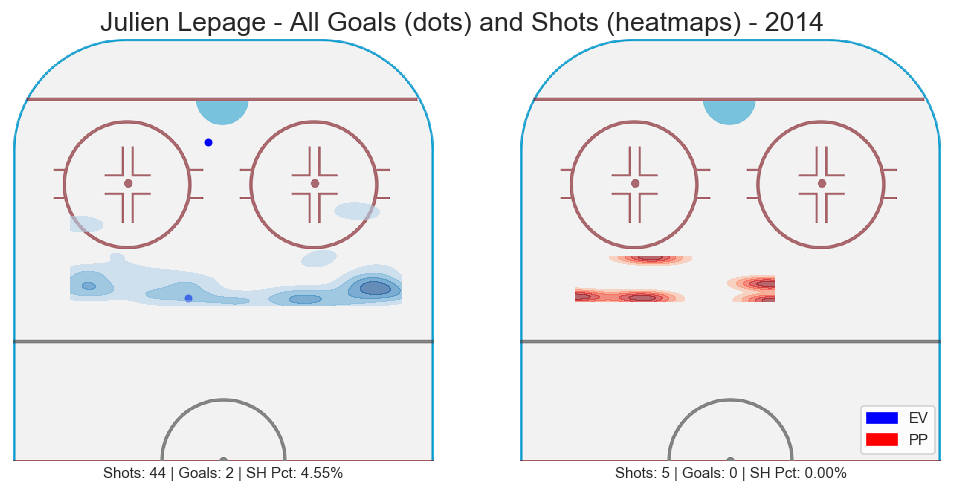 Julien Lepage - All Goals (dots) and Shots (heatmaps) - 2014
EV
PP
Shots: 44 | Goals: 2 | SH Pct: 4.55%
Shots: 5 | Goals: 0 | SH Pct: 0.00%